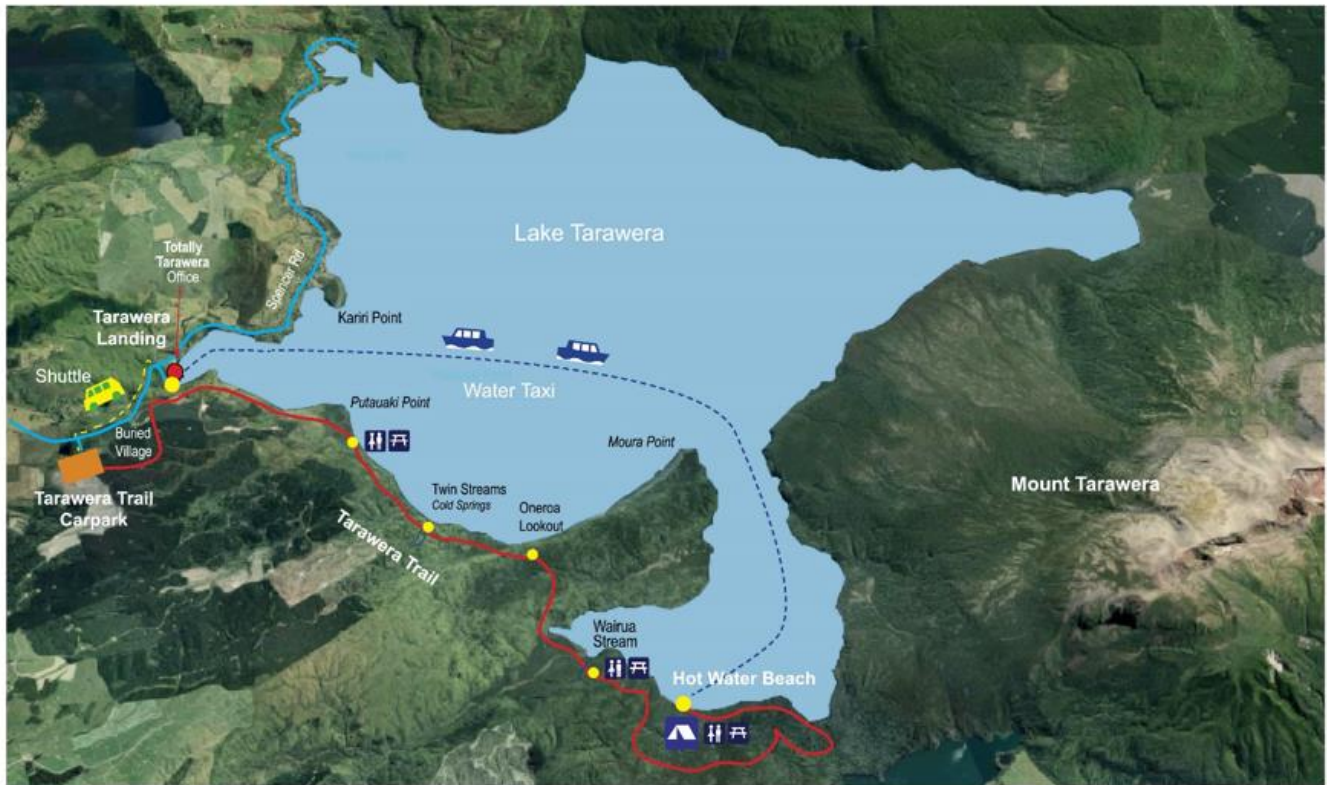 Lake Tarawera
Totally
Tarawera
Office
Spencer Rd
Tarawera
Landing
Kariri Point
Shuttle
Water Taxi
Putauaki Point
Buried
Village
Moura Point
Mount Tarawera
Tarawera Trail
Carpark
Twin Streams
Cold Springs
Oneroa
Lookout
Tarawera Trail
Wairua
Stream
Hot Water Beach